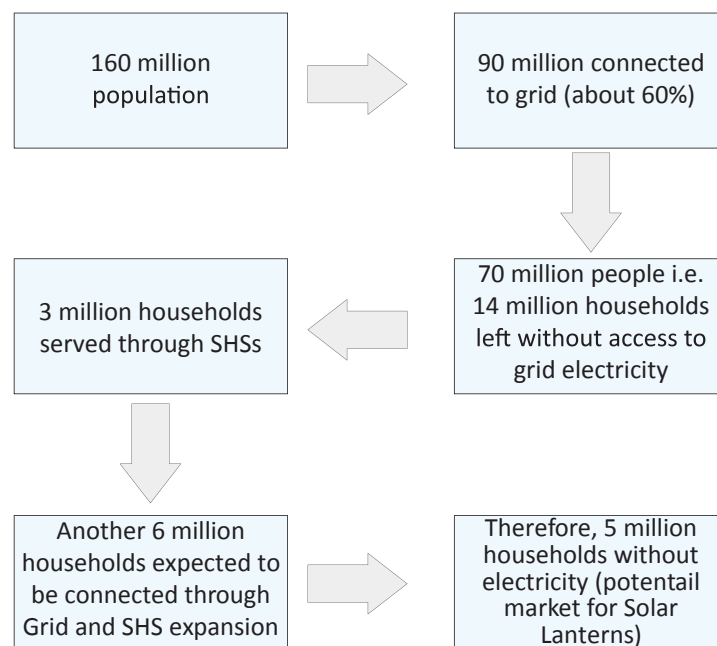 160 million
population
90 million connected
to grid (about 60%)
70 million people i.e.
14 million households
left without access to
grid electricity
3 million households
served through SHSs
Another 6 million
households expected to
be connected through
Grid and SHS expansion
Therefore, 5 million
households without
electricity (potentail
market for Solar
Lanterns)